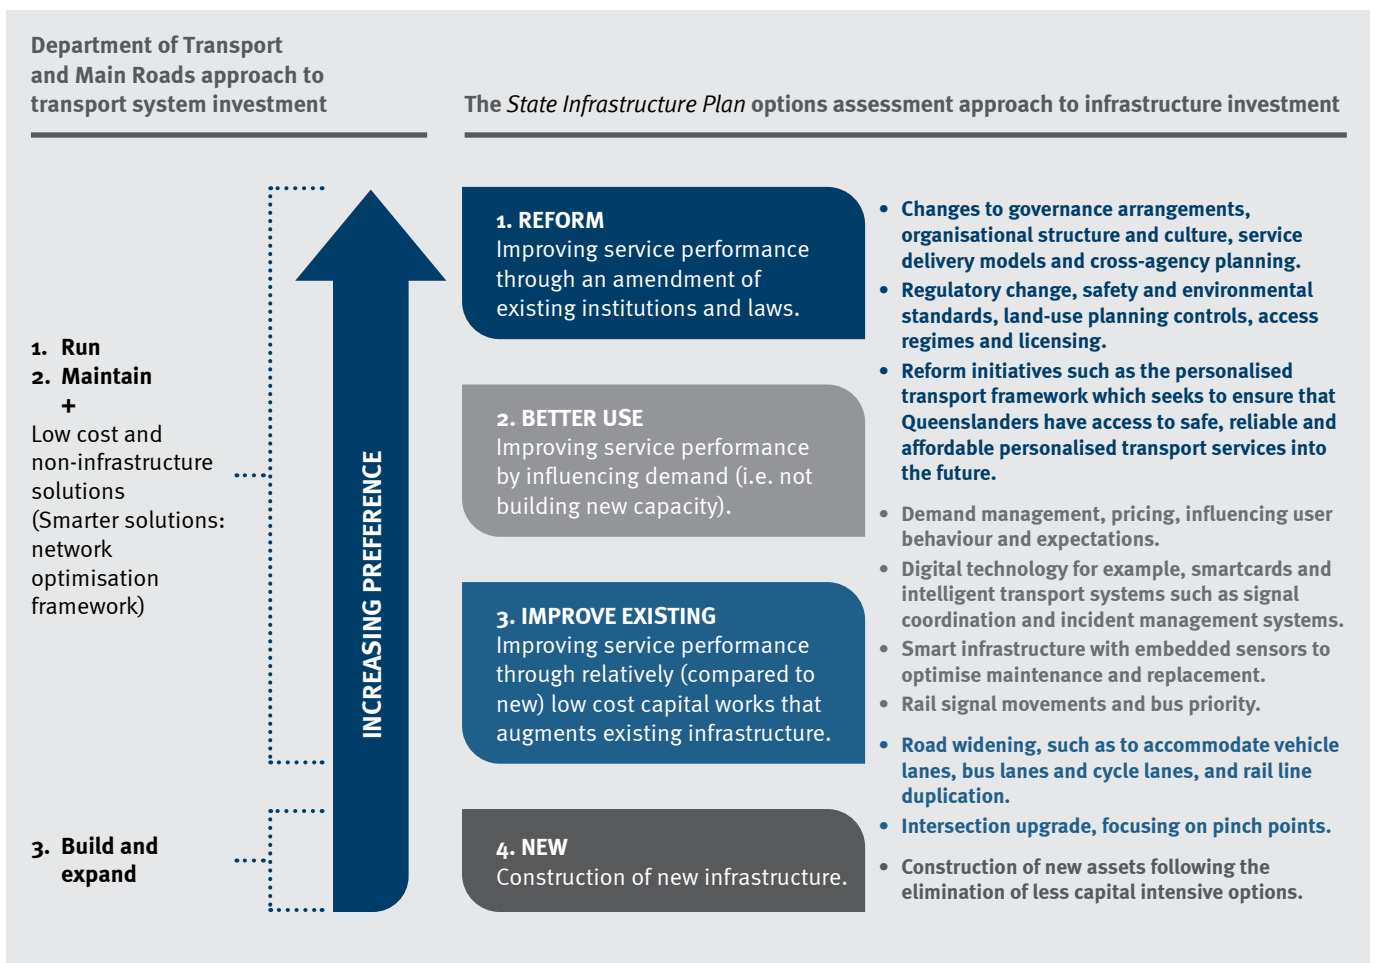 Department of Transport
and Main Roads approach to
transport system investment
The State Infrastructure Plan options assessment approach to infrastructure investment
1. Run
2. Maintain
+
Low cost and
non-infrastructure
solutions
(Smarter solutions:
network
optimisation
framework)
3. Build and
expand
INCREASING PREFERENCE
1. REFORM
Improving service performance
through an amendment of
existing institutions and laws.
2. BETTER USE
Improving service performance
by influencing demand (i.e. not
building new capacity).
3. IMPROVE EXISTING
Improving service performance
through relatively (compared to
new) low cost capital works that
augments existing infrastructure.
4. NEW
Construction of new infrastructure.
• Changes to governance arrangements,
organisational structure and culture, service
delivery models and cross-agency planning.
• Regulatory change, safety and environmental
standards, land-use planning controls, access
regimes and licensing.
• Reform initiatives such as the personalised
transport framework which seeks to ensure that
Queenslanders have access to safe, reliable and
affordable personalised transport services into
the future.
• Demand management, pricing, influencing user
behaviour and expectations.
• Digital technology for example, smartcards and
intelligent transport systems such as signal
coordination and incident management systems.
• Smart infrastructure with embedded sensors to
optimise maintenance and replacement.
• Rail signal movements and bus priority.
• Road widening, such as to accommodate vehicle
lanes, bus lanes and cycle lanes, and rail line
duplication.
• Intersection upgrade, focusing on pinch points.
• Construction of new assets following the
elimination of less capital intensive options.